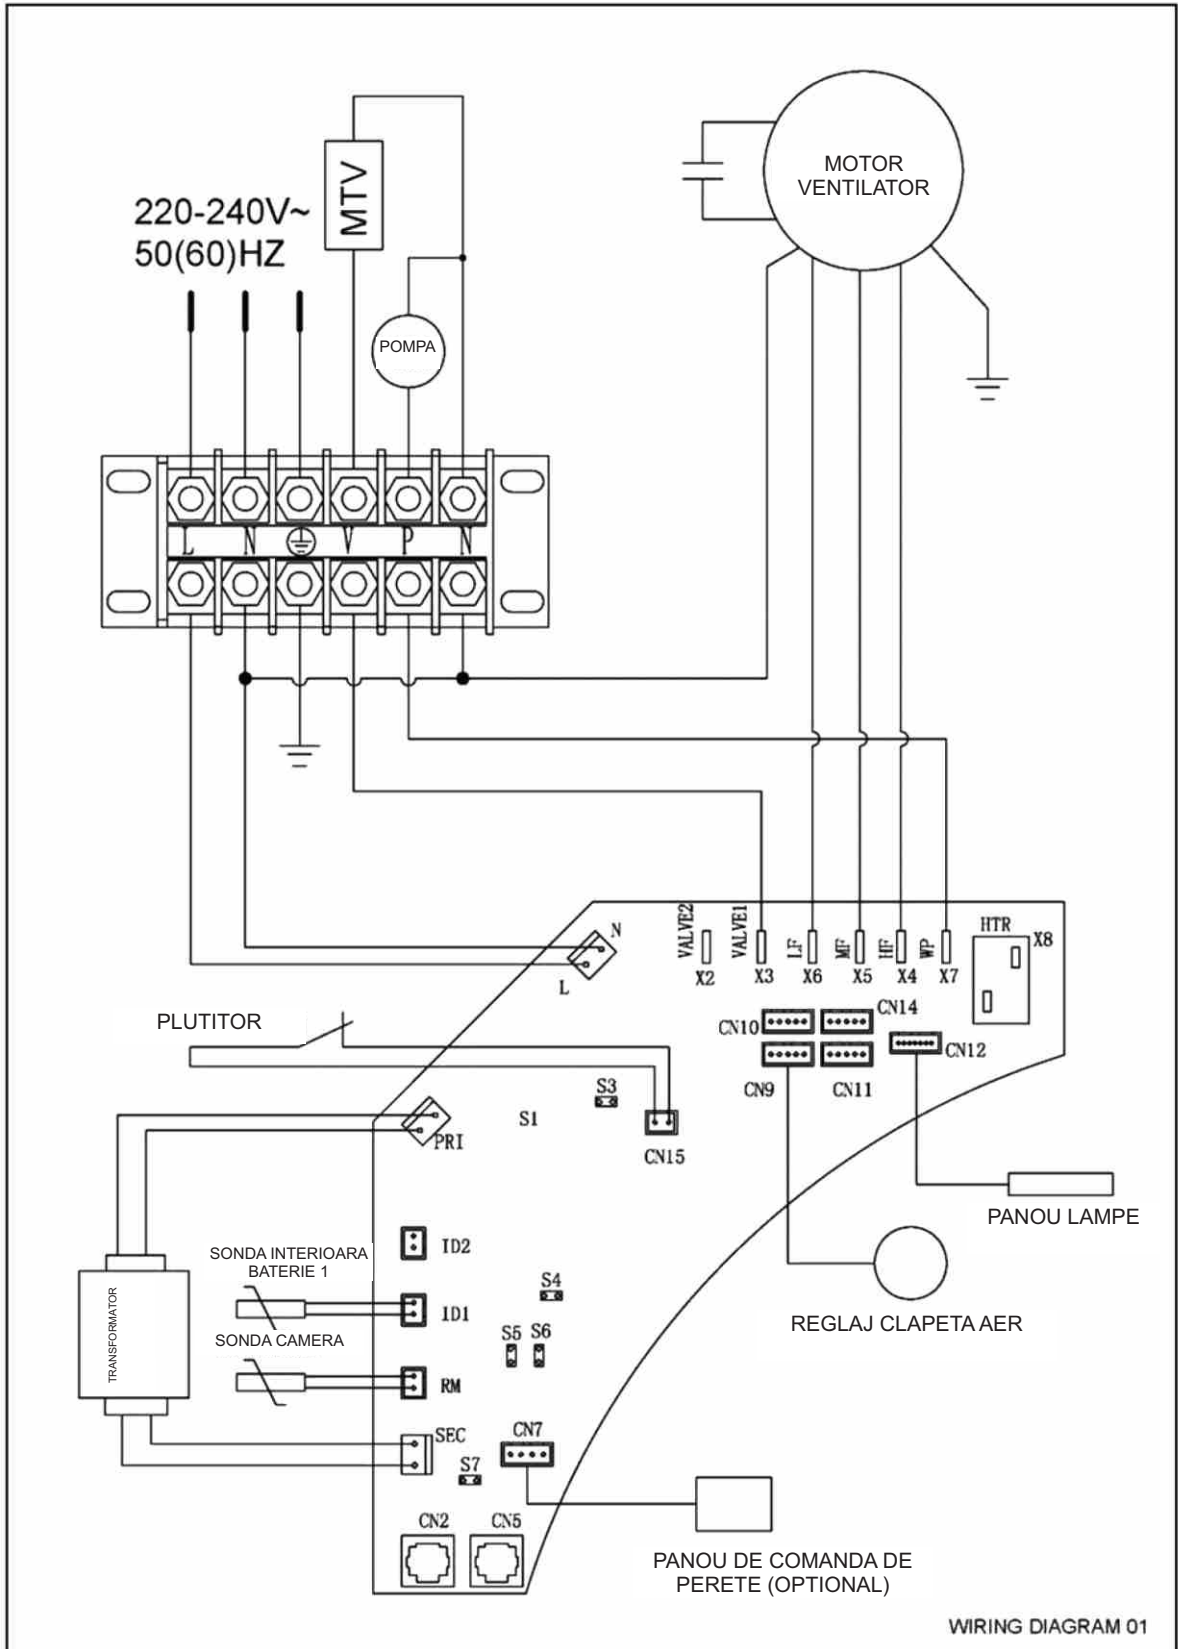 MOTOR
VENTILATOR
MTV
220-240V~
50(60)HZ
POMPA
L N V P N
N
L
VALVE2
VALVE1
LF
MF
HF
WP
HTR
X8
X2
X3
X6
X5
X4
X7
CN14
CN10
CN12
CN9
CN11
PLUTITOR
S3
S1
PRI
CN15
PANOU LAMPE
ID2
SONDA INTERIOARA
BATERIE 1
ID1
S4
TRANSFORMATOR
SONDA CAMERA
S5
S6
REGLAJ CLAPETA AER
RM
SEC
CN7
S7
CN2
CN5
PANOU DE COMANDA DE
PERETE (OPTIONAL)
WIRING DIAGRAM 01